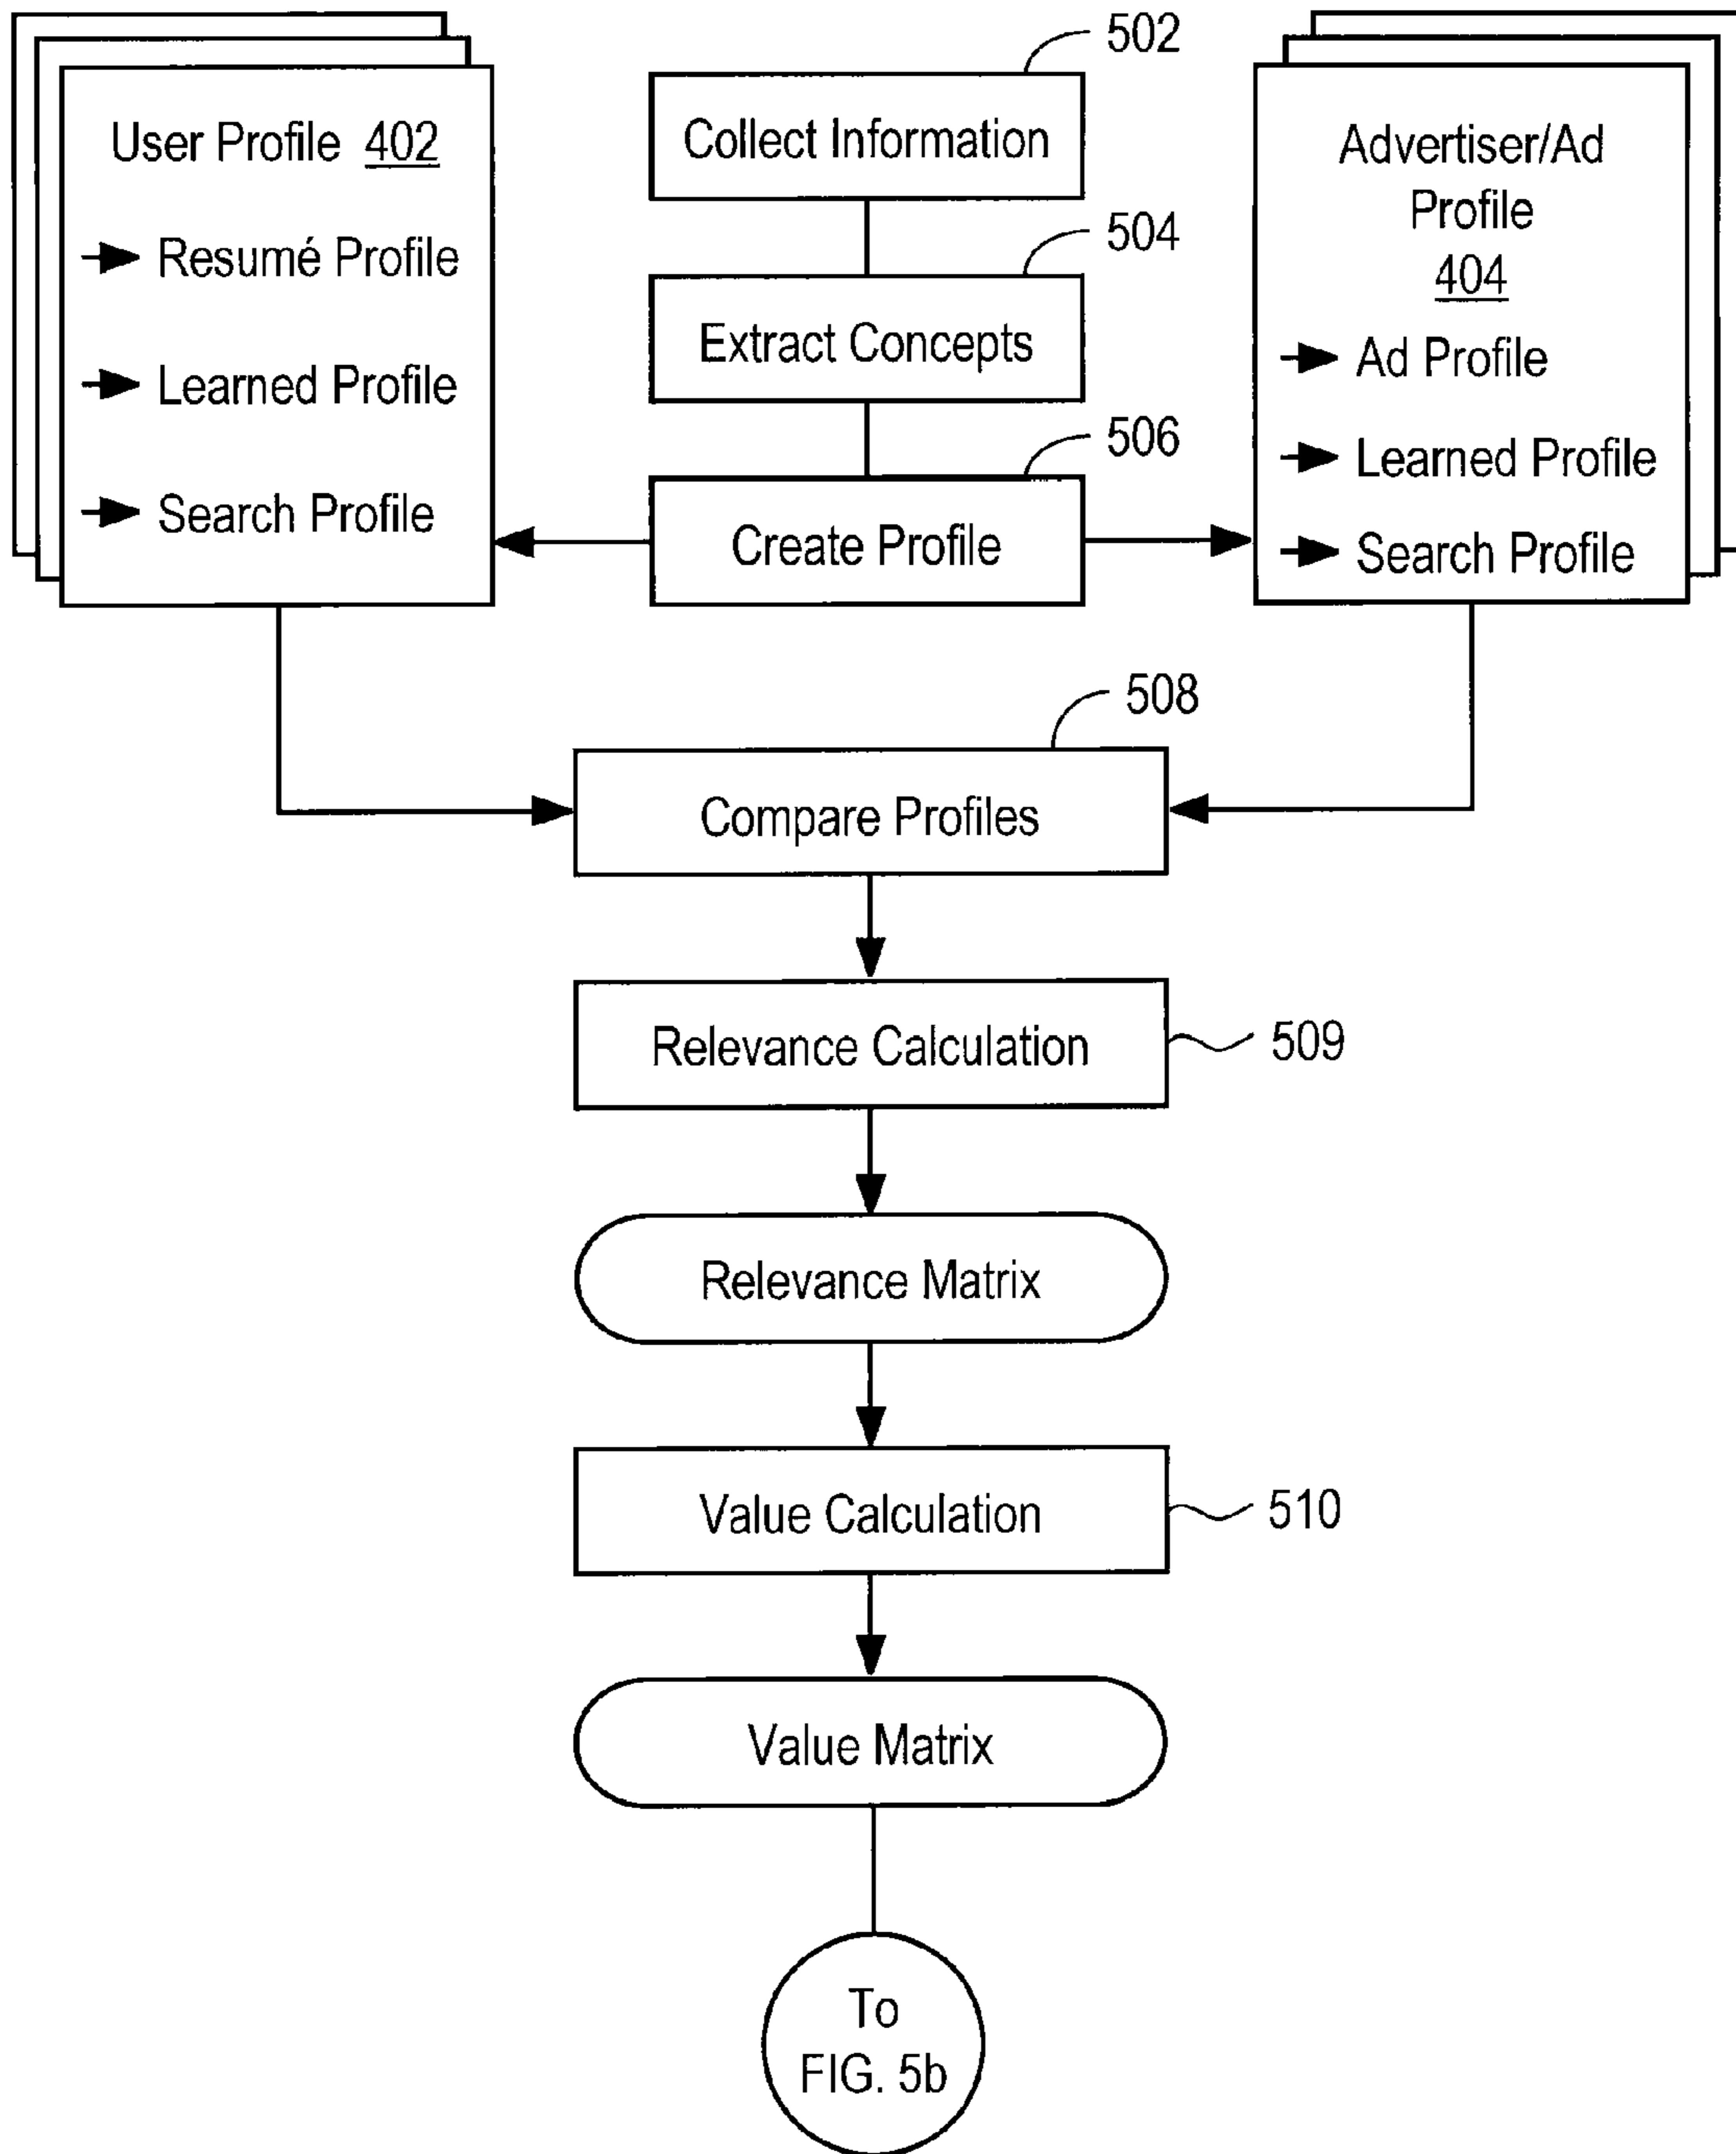 502
User Profile 402
Resumé Profile
Learned Profile
Search Profile
Collect Information
504
Extract Concepts
506
Create Profile
Advertiser/Ad
Profile
404
Ad Profile
Learned Profile
Search Profile
508
Compare Profiles
Relevance Calculation
509
Relevance Matrix
Value Calculation
510
Value Matrix
To
FIG. 5b